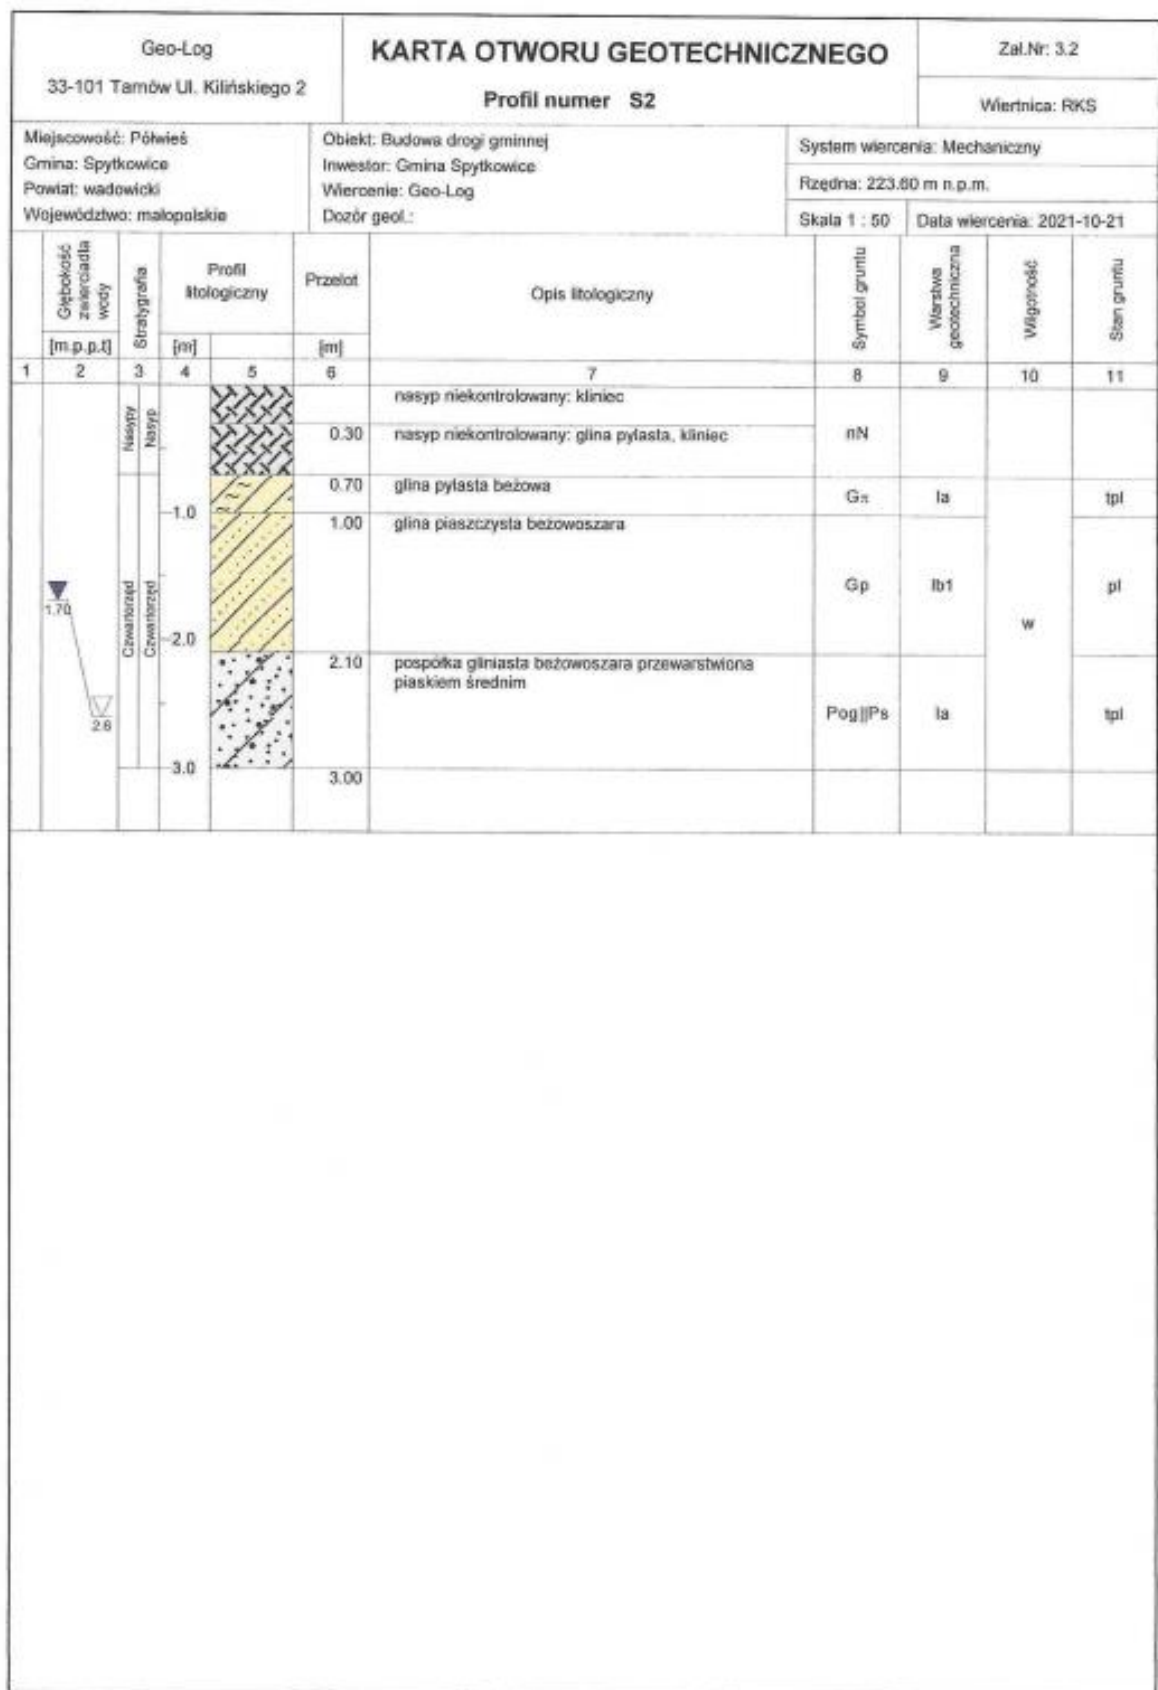 Geo-Log
33-101 Tarnów Ul. Kilińskiego 2
KARTA OTWORU GEOTECHNICZNEGO
Profil numer S2
Zał.Nr: 3.2
Wiertnica: RKS
Miejscowość: Półwieś
Gmina: Spytkowice
Powiat: wadowicki
Województwo: małopolskie
Obiekt: Budowa drogi gminnej
Inwestor: Gmina Spytkowice
Wiercenie: Geo-Log
Dozór geol.:
System wiercenia: Mechaniczny
Rzędna: 223.60 m n.p.m.
Skala 1 : 50
Data wiercenia: 2021-10-21
Głębokość
zwierciadła
wody
[m.p.p.t]
Stratygrafia
Profil
litologiczny
[m]
Przelot
[m]
Opis litologiczny
Symbol gruntu
Warstwa
geotechniczna
Wilgotność
Stan gruntu
1 2 3 4 5 6 7 8 9 10 11
Nasypy
Nasyp
nasyp niekontrolowany: kliniec
0.30 nasyp niekontrolowany: glina pylasta, kliniec
nN
0.70 glina pylasta beżowa
Gπ Ia tpl
1.0
1.00 glina piaszczysta beżowoszara
Gp Ib1 pl
1.70
Czwartorzęd
Czwartorzęd
w
2.0
2.10 pospółka gliniasta beżowoszara przewarstwiona
piaskiem średnim
Pog||Ps Ia tpl
2.6
3.0
3.00